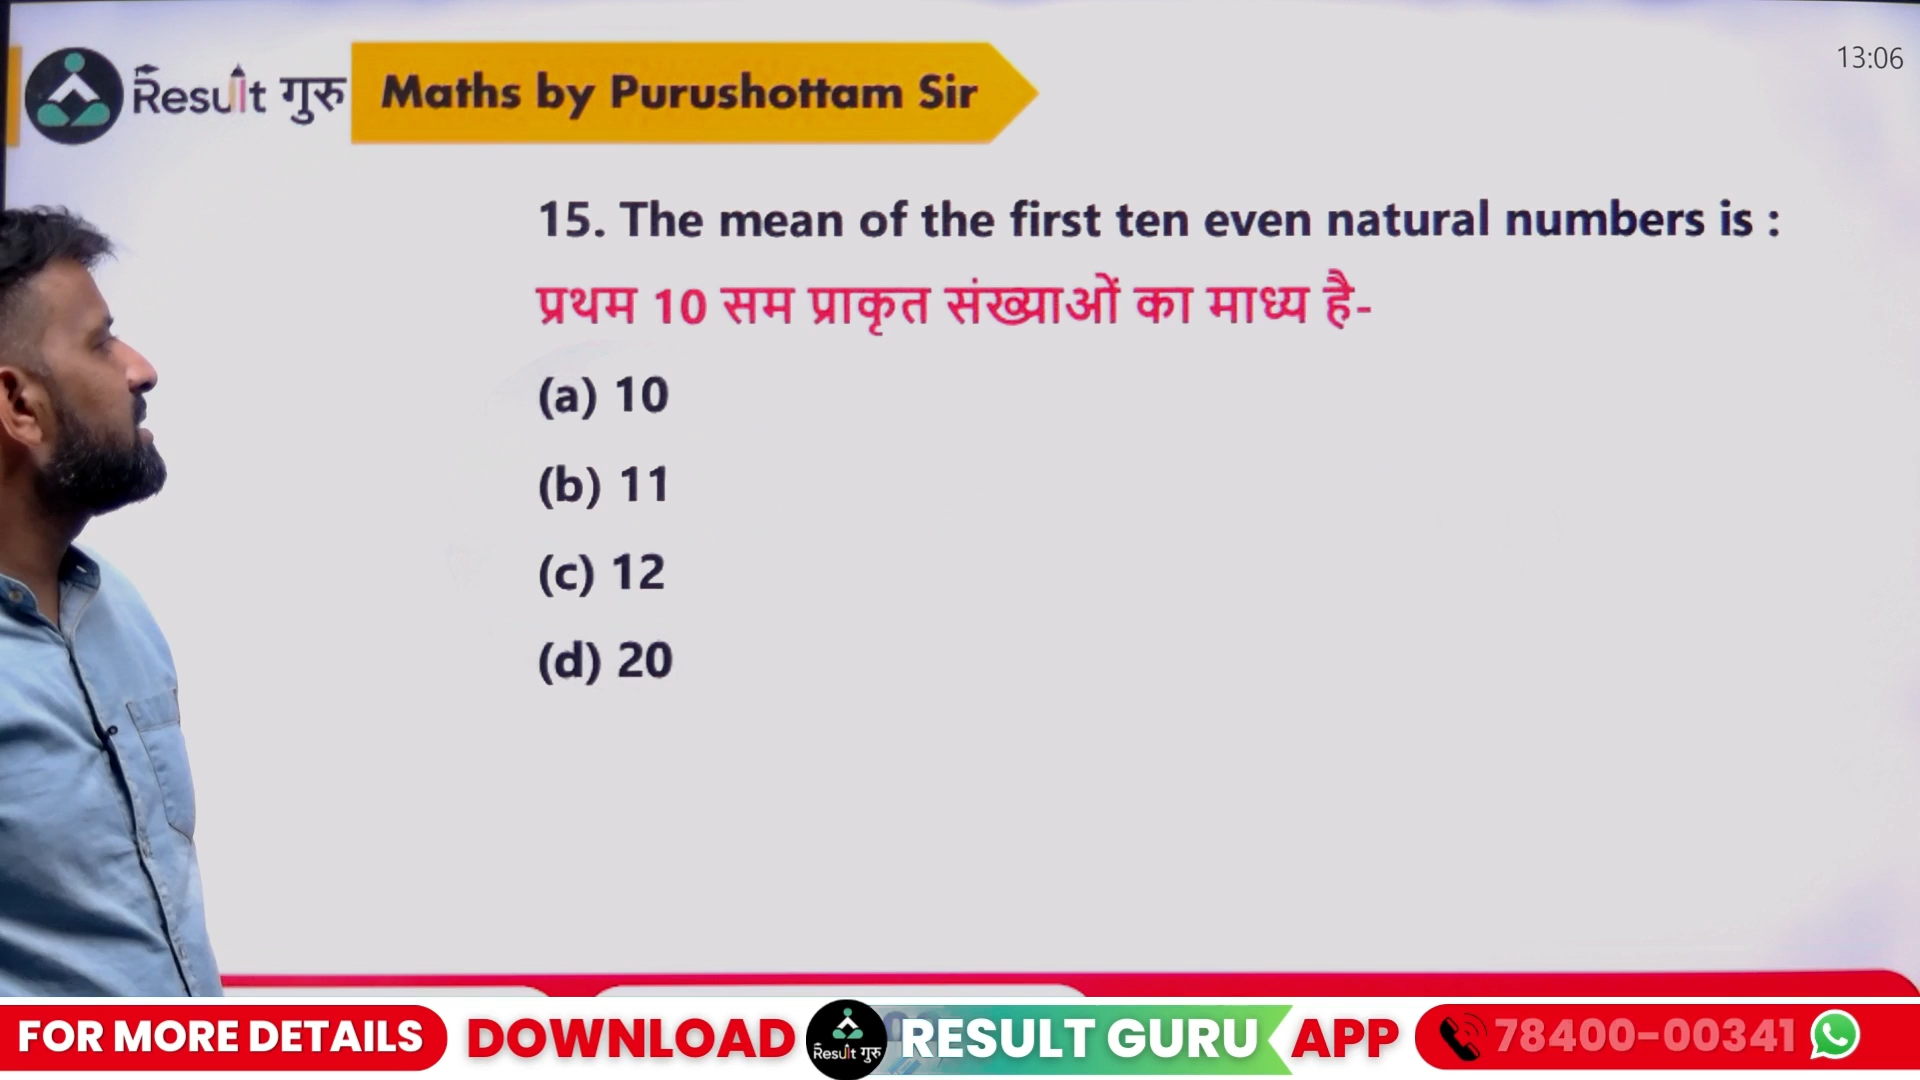 Result गुरु
Maths by Purushottam Sir
13:06
15. The mean of the first ten even natural numbers is :
प्रथम 10 सम प्राकृत संख्याओं का माध्य है-
(a) 10
(b) 11
(c) 12
(d) 20
FOR MORE DETAILS DOWNLOAD Result गुरु RESULT GURU APP 78400-00341